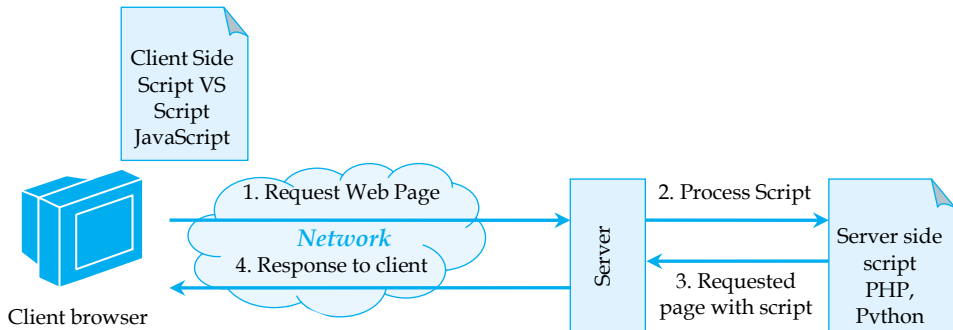 Client Side
Script VS
Script
JavaScript
1. Request Web Page
Network
4. Response to client
Client browser
Server
2. Process Script
3. Requested
page with script
Server side
script
PHP,
Python